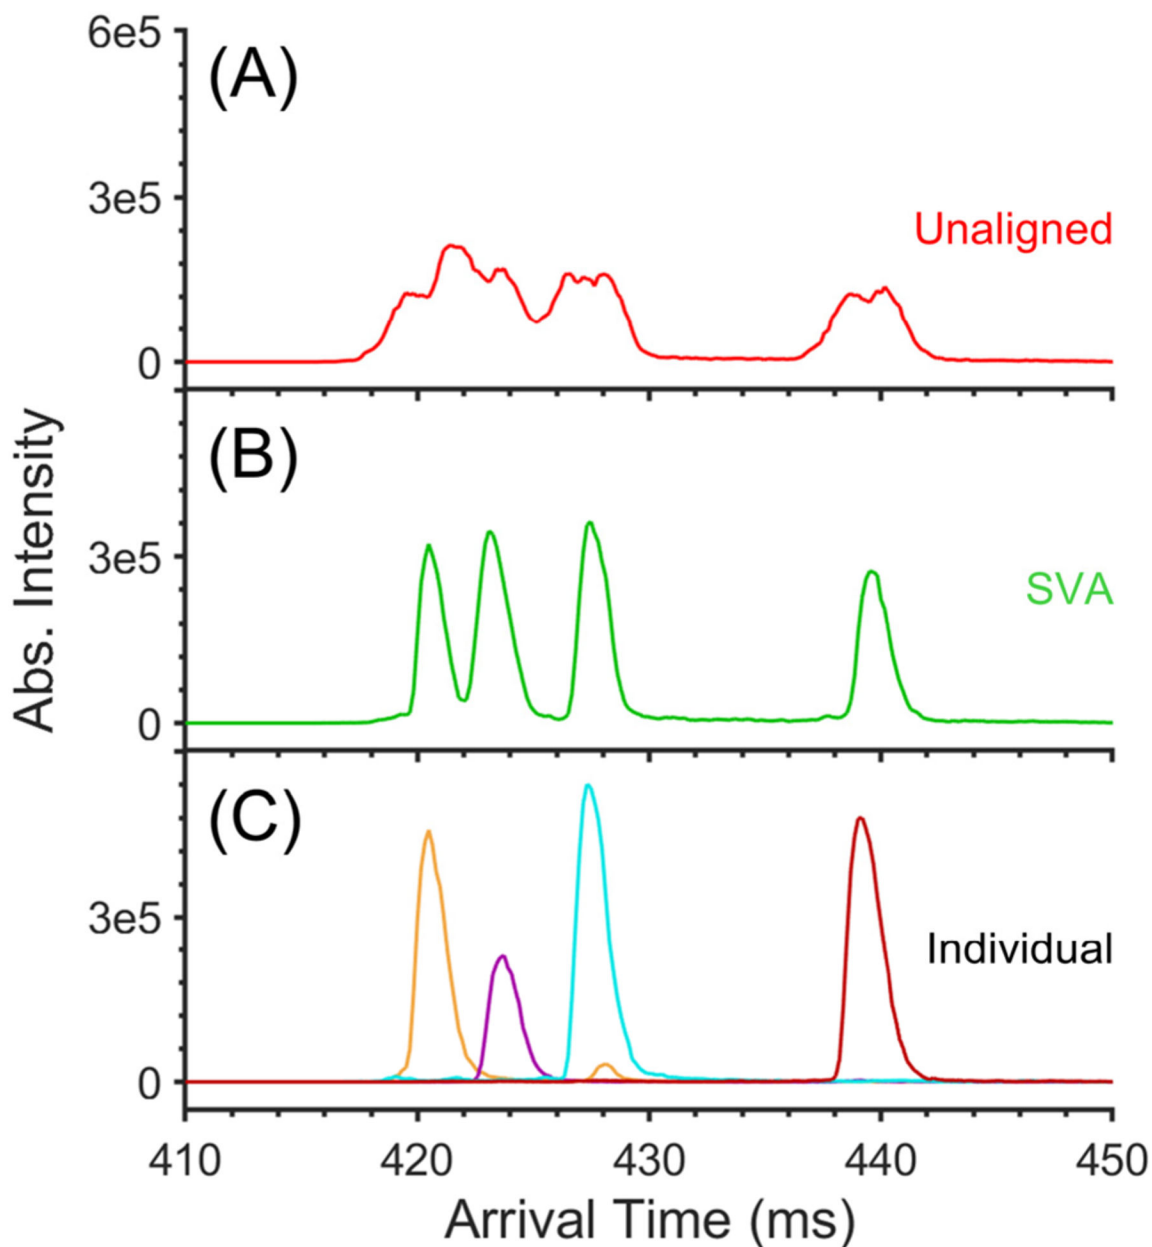 6e5
(A)
3e5
Unaligned
0
(B)
3e5
SVA
0
(C)
3e5
Individual
0
410 420 430 440 450
Arrival Time (ms)
Abs. Intensity